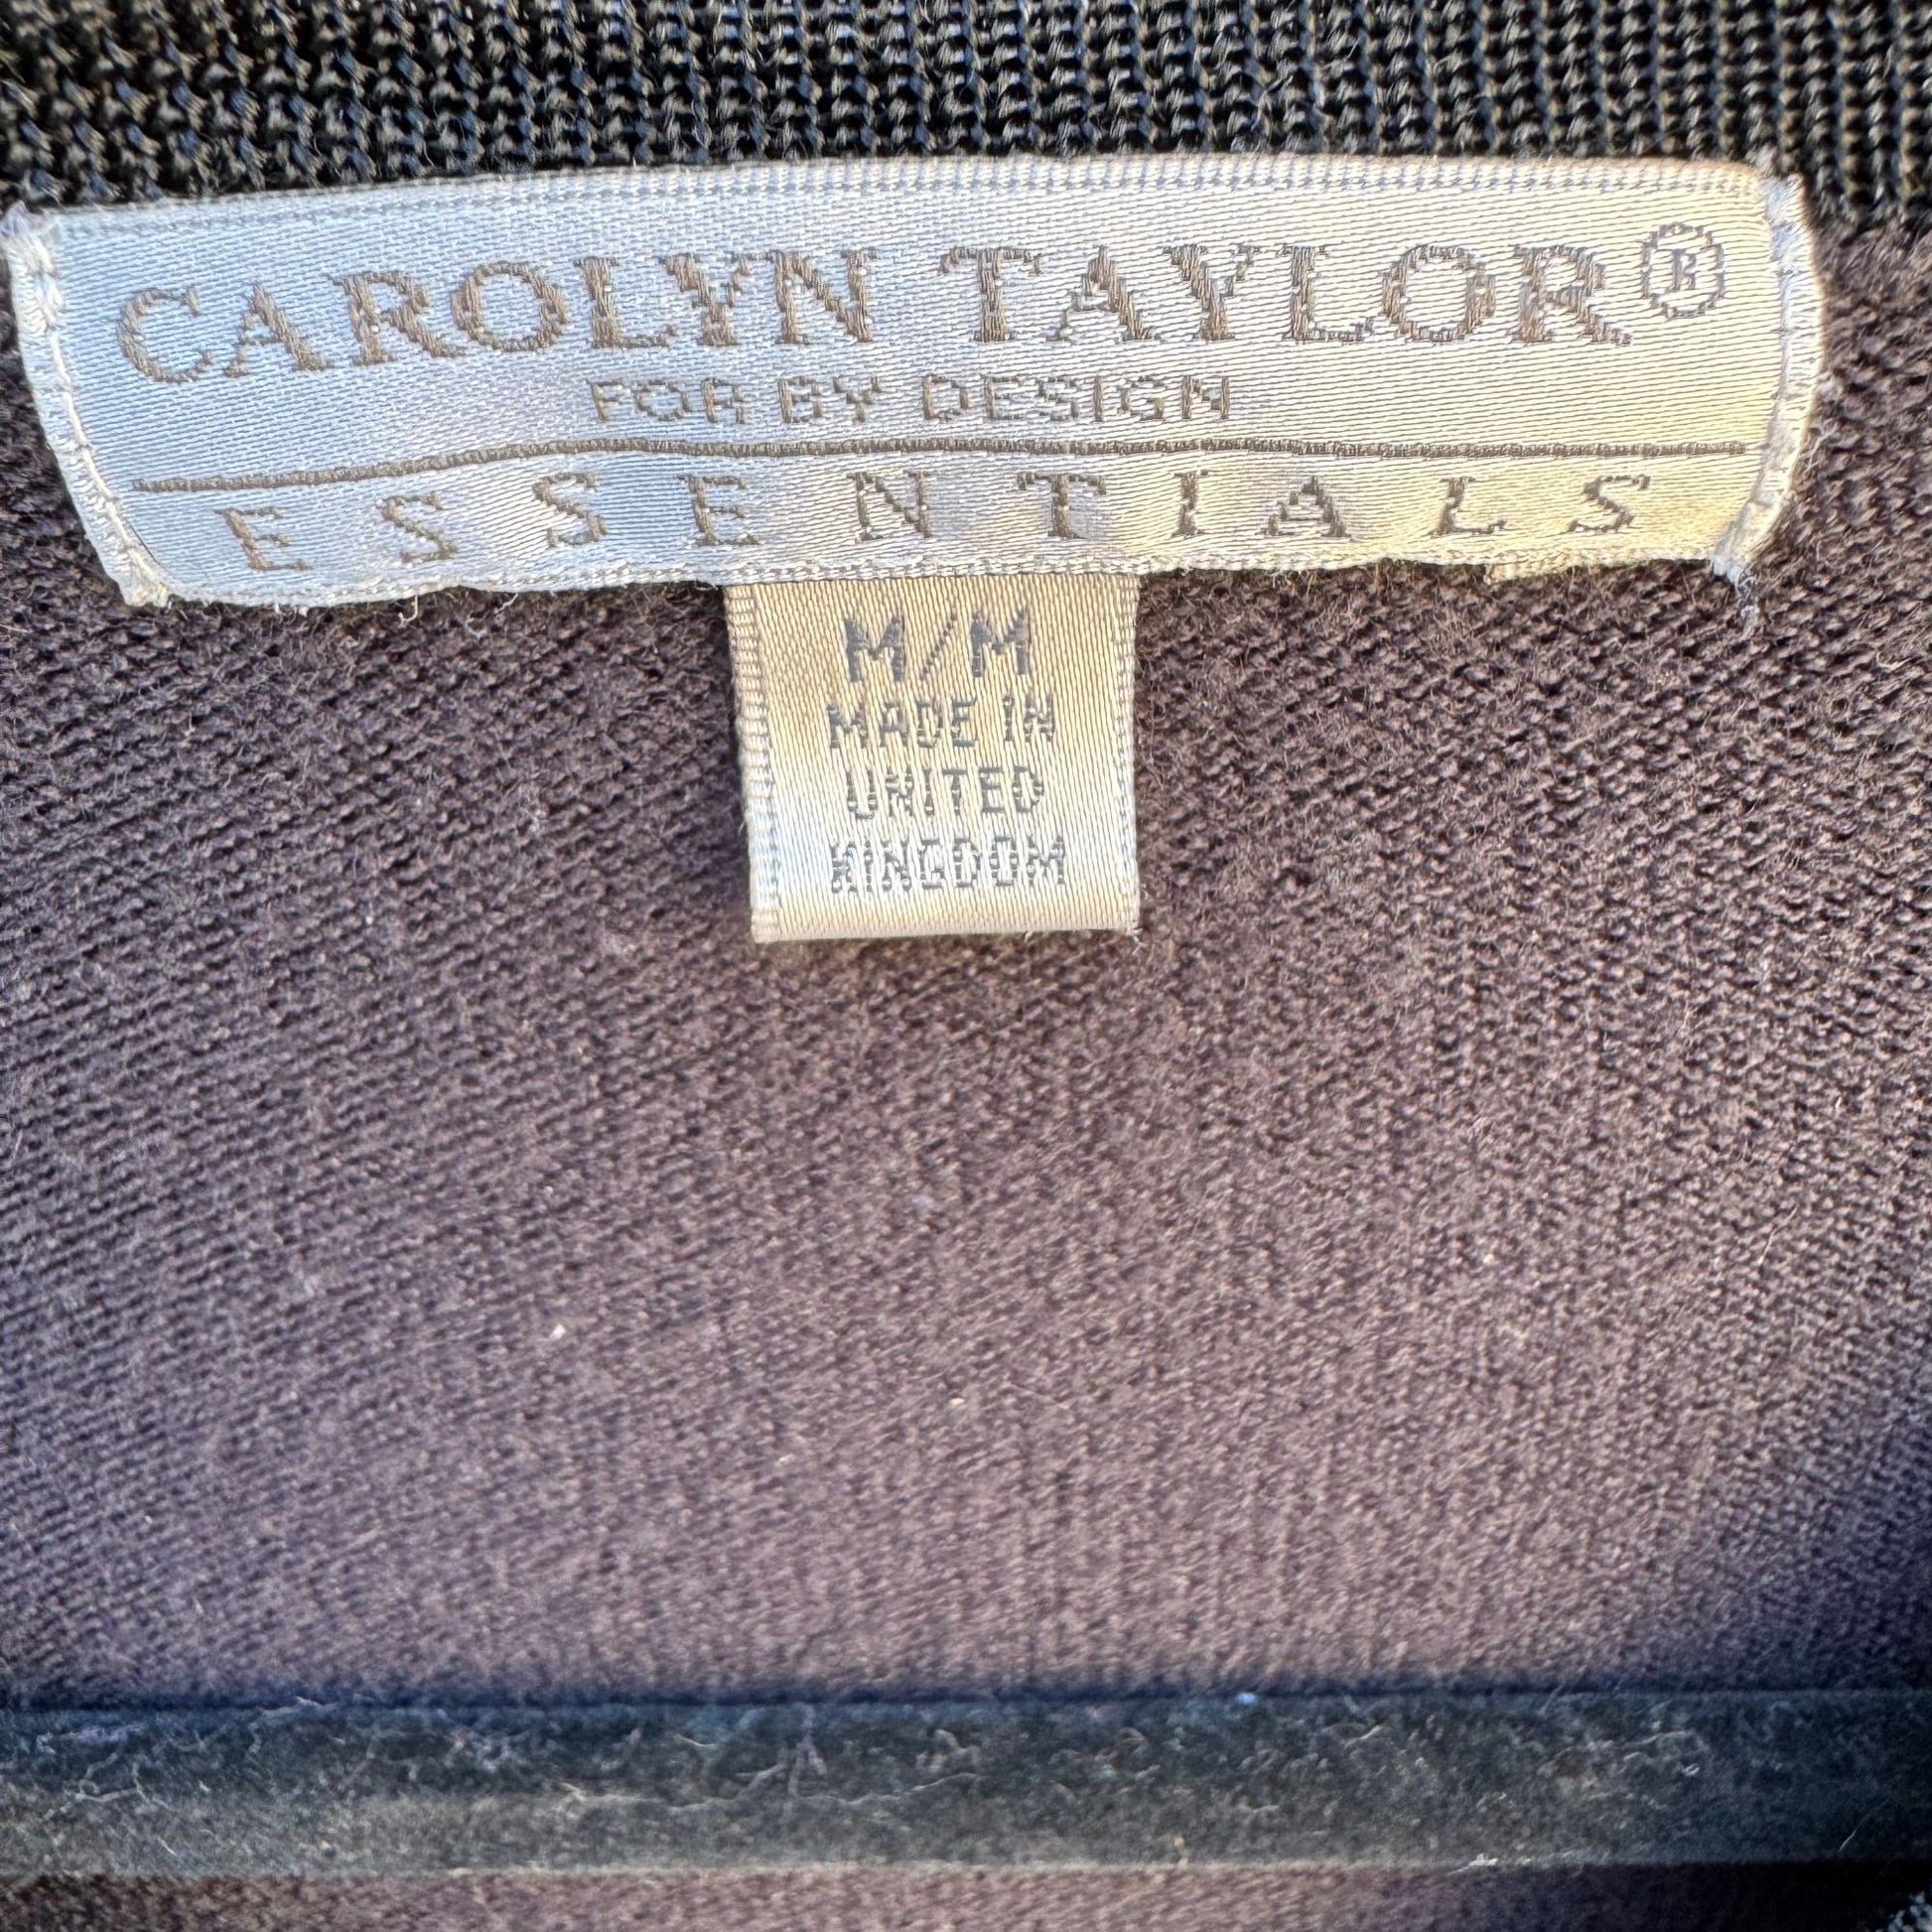 CAROLYN TAYLOR®
FOR BY DESIGN
ESSENTIALS
M/M
MADE IN
UNITED
KINGDOM